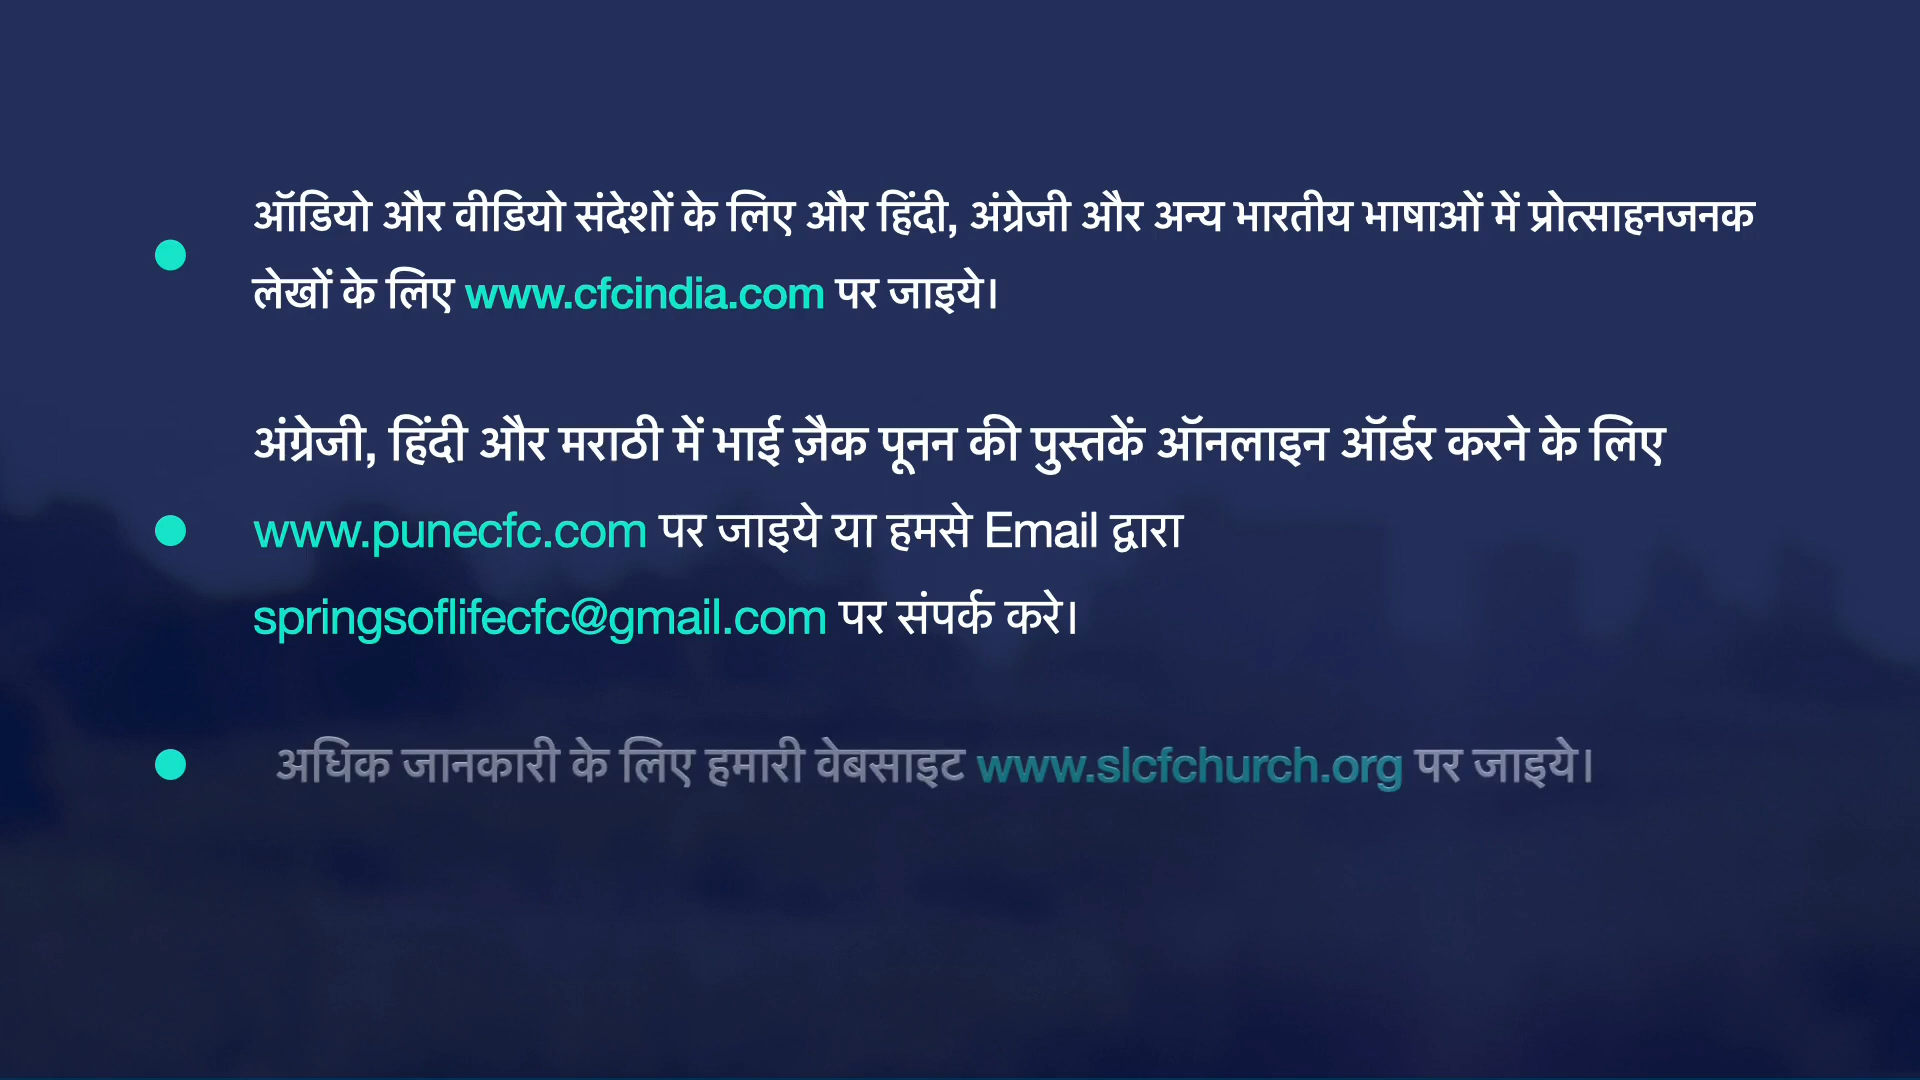 ऑडियो और वीडियो संदेशों के लिए और हिंदी, अंग्रेजी और अन्य भारतीय भाषाओं में प्रोत्साहनजनक
लेखों के लिए www.cfcindia.com पर जाइये।
अंग्रेजी, हिंदी और मराठी में भाई ज़ैक पूनन की पुस्तकें ऑनलाइन ऑर्डर करने के लिए
www.punecfc.com पर जाइये या हमसे Email द्वारा
springsoflifecfc@gmail.com पर संपर्क करे।
अधिक जानकारी के लिए हमारी वेबसाइट www.slcfchurch.org पर जाइये।